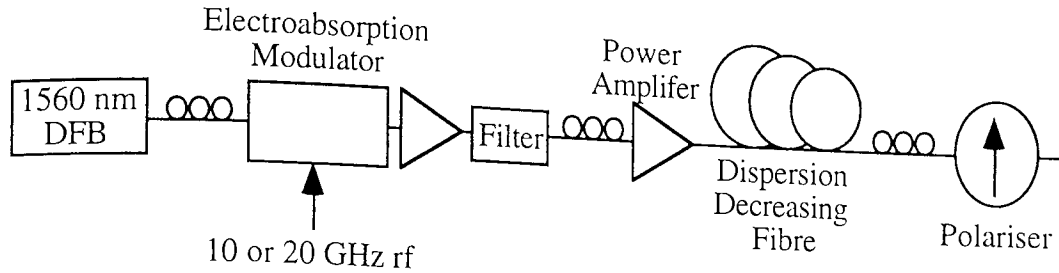 Electroabsorption
Modulator
Power
Amplifer
1560 nm
DFB
Filter
Dispersion
Decreasing
Fibre
Polariser
10 or 20 GHz rf